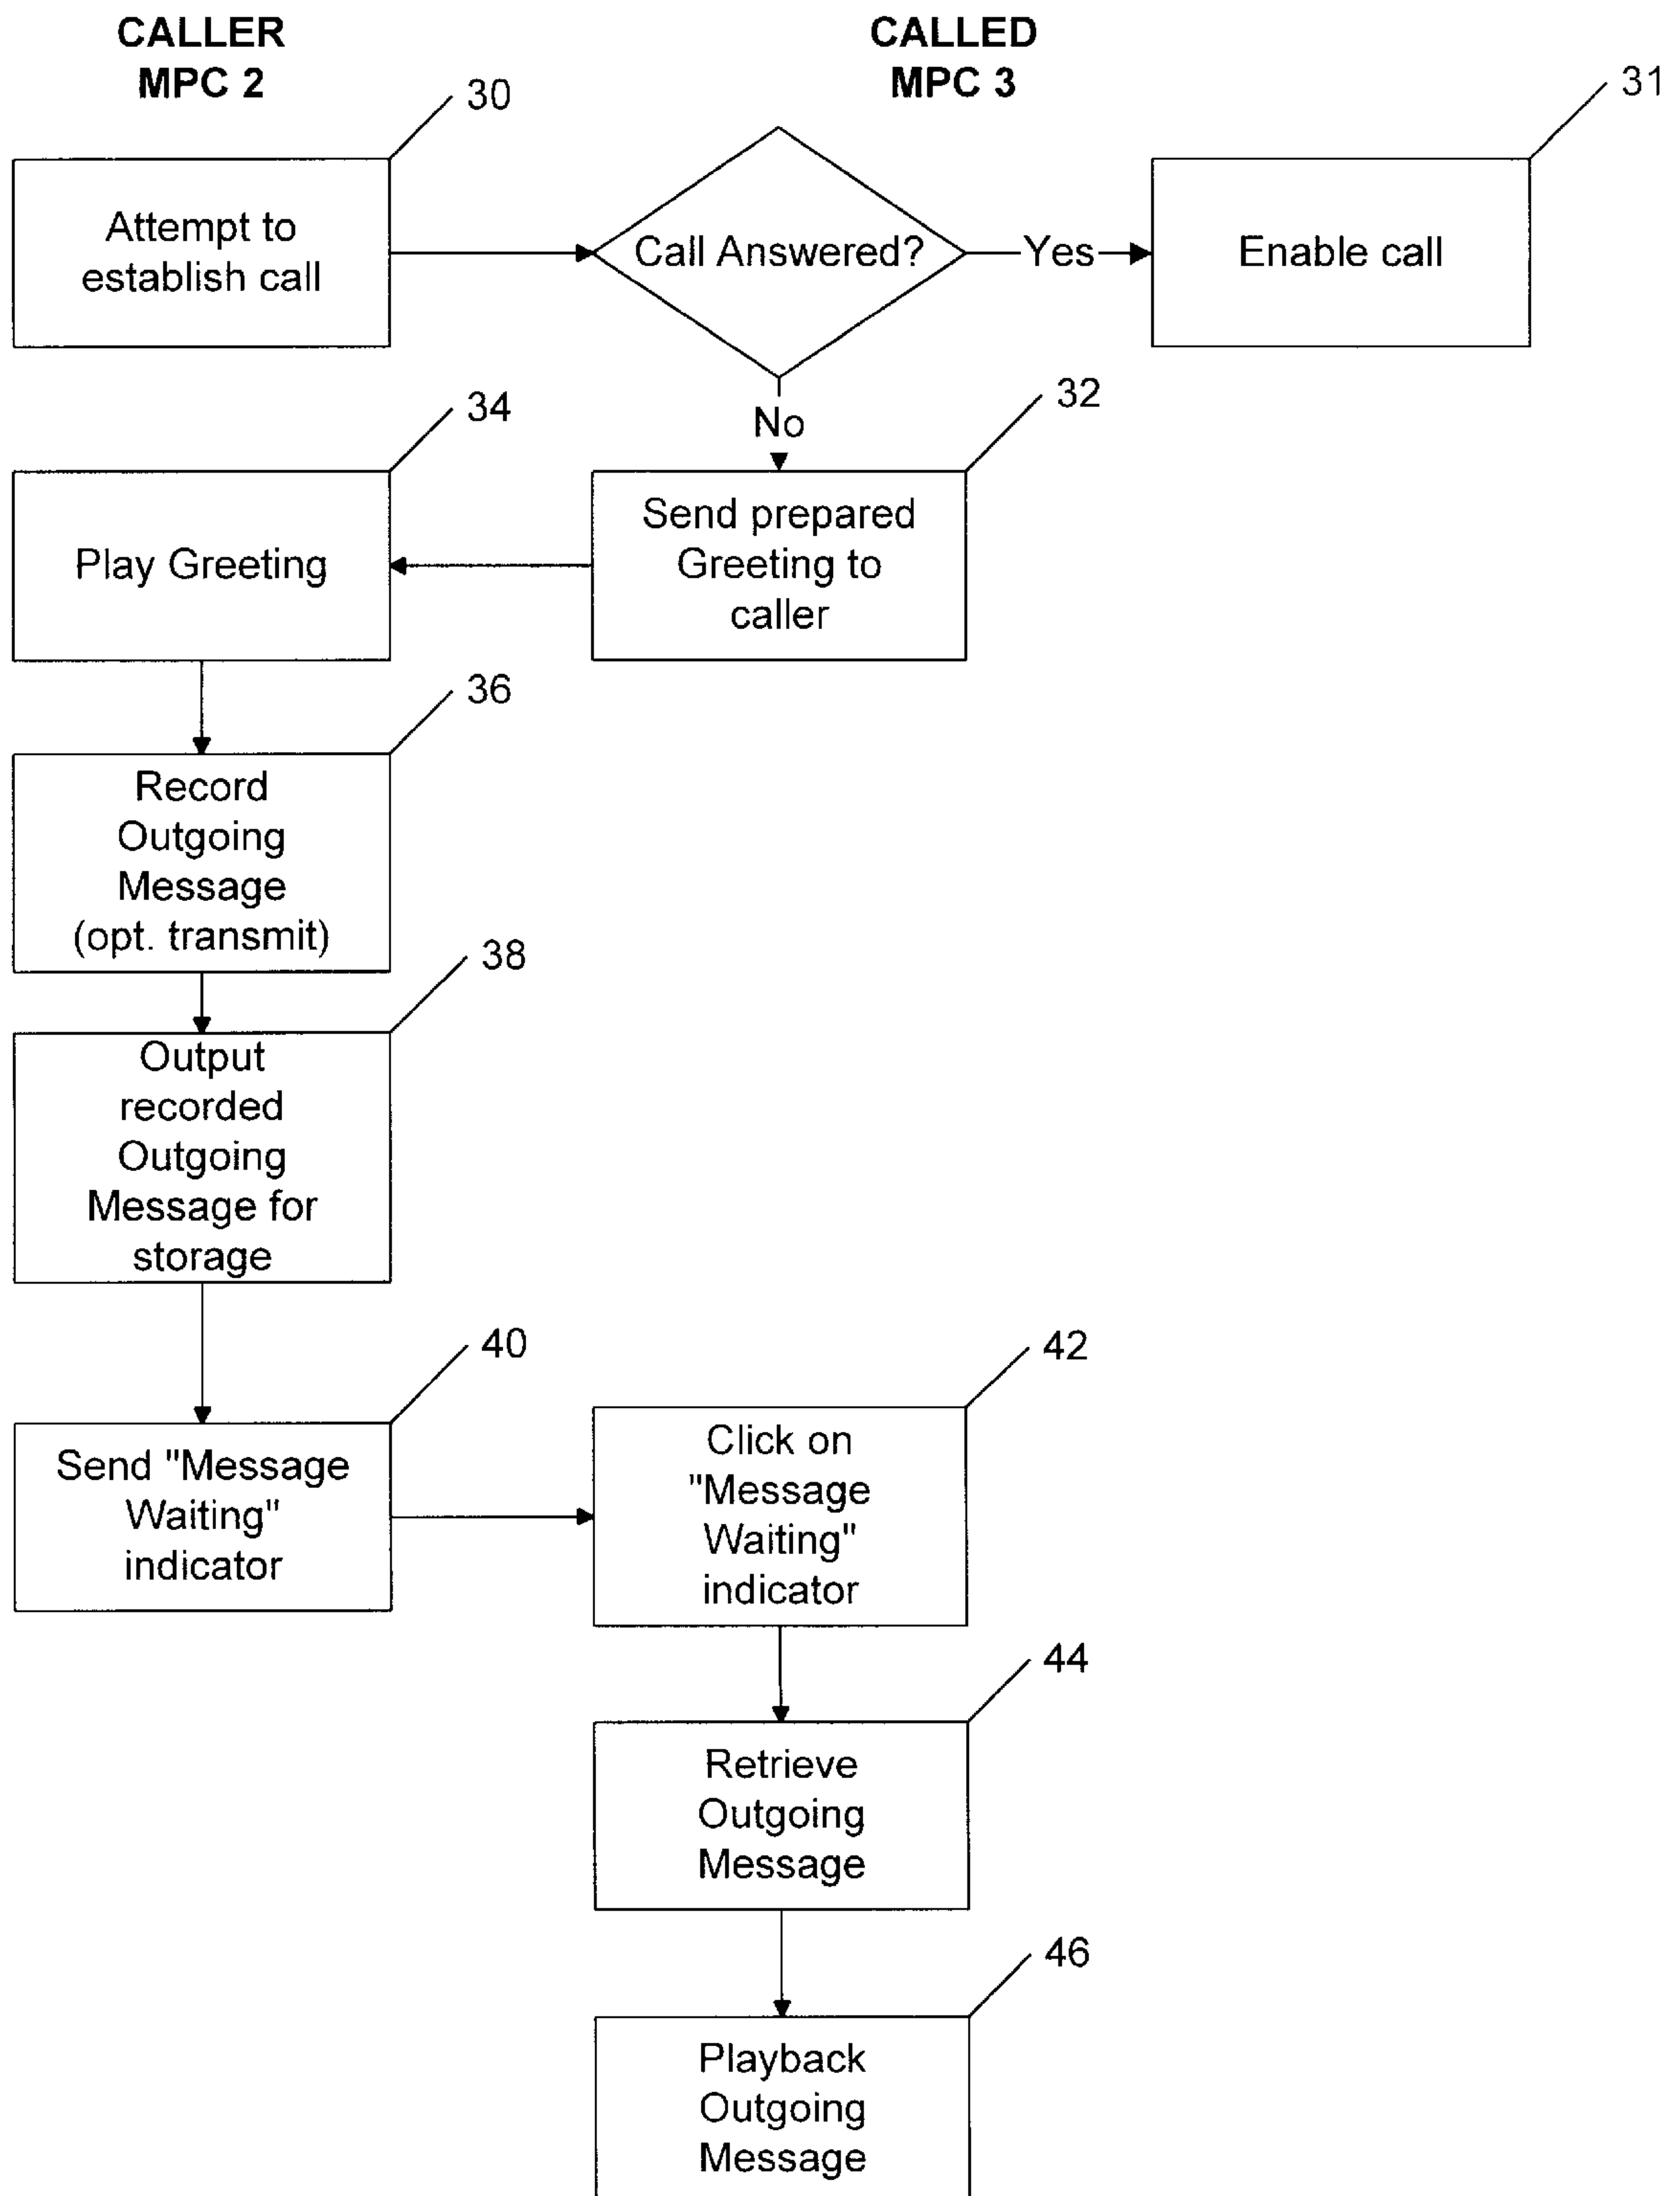 CALLER
MPC 2
CALLED
MPC 3
30
31
Attempt to
establish call
Call Answered?
Yes
Enable call
No
34
32
Play Greeting
Send prepared
Greeting to
caller
36
Record
Outgoing
Message
(opt. transmit)
38
Output
recorded
Outgoing
Message for
storage
40
42
Send "Message
Waiting"
indicator
Click on
"Message
Waiting"
indicator
44
Retrieve
Outgoing
Message
46
Playback
Outgoing
Message